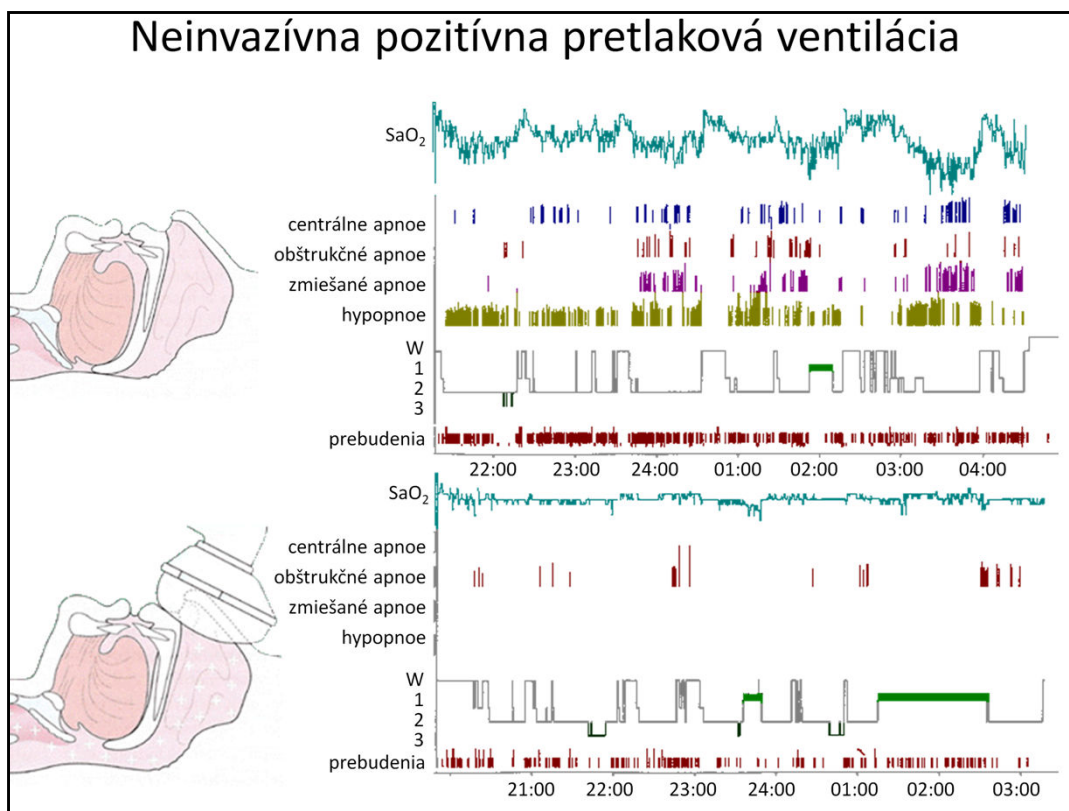 Neinvazívna pozitívna pretlaková ventilácia
SaO2
centrálne apnoe
obštrukčné apnoe
zmiešané apnoe
hypopnoe
W
1
2
3
prebudenia
22:00 23:00 24:00 01:00 02:00 03:00 04:00
SaO2
centrálne apnoe
obštrukčné apnoe
zmiešané apnoe
hypopnoe
W
1
2
3
prebudenia
21:00 22:00 23:00 24:00 01:00 02:00 03:00